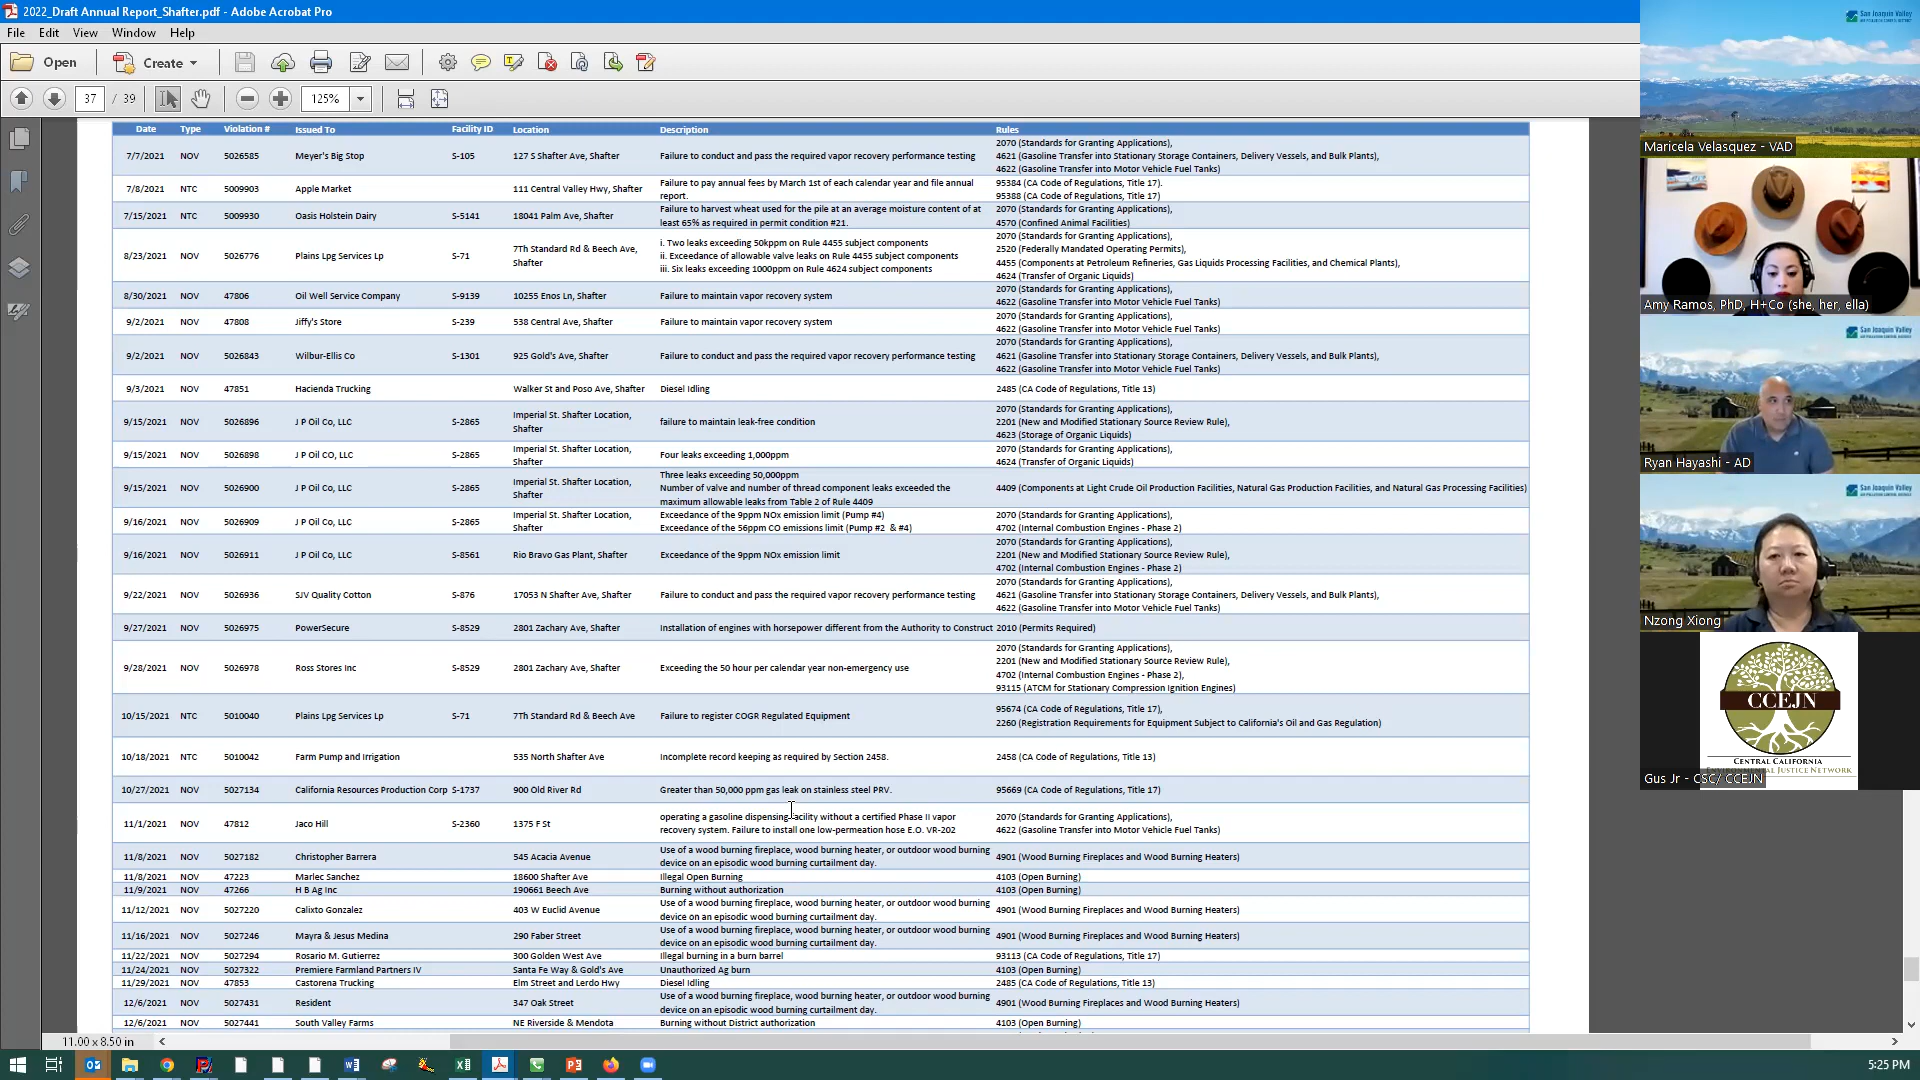 2022_Draft Annual Report_Shafter.pdf - Adobe Acrobat Pro
File Edit View Window Help
Open Create
37 / 39 125%
Date Type Violation # Issued To Facility ID Location Description Rules
7/7/2021 NOV 5026585 Meyer's Big Stop S-105 127 S Shafter Ave, Shafter Failure to conduct and pass the required vapor recovery performance testing 2070 (Standards for Granting Applications),
4621 (Gasoline Transfer into Stationary Storage Containers, Delivery Vessels, and Bulk Plants),
4622 (Gasoline Transfer into Motor Vehicle Fuel Tanks)
7/8/2021 NTC 5009903 Apple Market 111 Central Valley Hwy, Shafter Failure to pay annual fees by March 1st of each calendar year and file annual 95384 (CA Code of Regulations, Title 17).
report. 95388 (CA Code of Regulations, Title 17)
7/15/2021 NTC 5009930 Oasis Holstein Dairy S-5141 18041 Palm Ave, Shafter Failure to harvest wheat used for the pile at an average moisture content of at 2070 (Standards for Granting Applications),
least 65% as required in permit condition #21. 4570 (Confined Animal Facilities)
8/23/2021 NOV 5026776 Plains Lpg Services Lp S-71 7Th Standard Rd & Beech Ave, Shafter i. Two leaks exceeding 50kppm on Rule 4455 subject components 2070 (Standards for Granting Applications),
ii. Exceedance of allowable valve leaks on Rule 4455 subject components 2520 (Federally Mandated Operating Permits),
iii. Six leaks exceeding 1000ppm on Rule 4624 subject components 4455 (Components at Petroleum Refineries, Gas Liquids Processing Facilities, and Chemical Plants),
4624 (Transfer of Organic Liquids)
8/30/2021 NOV 47806 Oil Well Service Company S-9139 10255 Enos Ln, Shafter Failure to maintain vapor recovery system 2070 (Standards for Granting Applications),
4622 (Gasoline Transfer into Motor Vehicle Fuel Tanks)
9/2/2021 NOV 47808 Jiffy's Store S-239 538 Central Ave, Shafter Failure to maintain vapor recovery system 2070 (Standards for Granting Applications),
4622 (Gasoline Transfer into Motor Vehicle Fuel Tanks)
9/2/2021 NOV 5026843 Wilbur-Ellis Co S-1301 925 Gold's Ave, Shafter Failure to conduct and pass the required vapor recovery performance testing 2070 (Standards for Granting Applications),
4621 (Gasoline Transfer into Stationary Storage Containers, Delivery Vessels, and Bulk Plants),
4622 (Gasoline Transfer into Motor Vehicle Fuel Tanks)
9/3/2021 NOV 47851 Hacienda Trucking Walker St and Poso Ave, Shafter Diesel Idling 2485 (CA Code of Regulations, Title 13)
9/15/2021 NOV 5026896 J P Oil Co, LLC S-2865 Imperial St. Shafter Location, Shafter failure to maintain leak-free condition 2070 (Standards for Granting Applications),
2201 (New and Modified Stationary Source Review Rule),
4623 (Storage of Organic Liquids)
9/15/2021 NOV 5026898 J P Oil CO, LLC S-2865 Imperial St. Shafter Location, Shafter Four leaks exceeding 1,000ppm 2070 (Standards for Granting Applications),
4624 (Transfer of Organic Liquids)
9/15/2021 NOV 5026900 J P Oil Co, LLC S-2865 Imperial St. Shafter Location, Shafter Three leaks exceeding 50,000ppm
Number of valve and number of thread component leaks exceeded the 4409 (Components at Light Crude Oil Production Facilities, Natural Gas Production Facilities, and Natural Gas Processing Facilities)
maximum allowable leaks from Table 2 of Rule 4409
9/16/2021 NOV 5026909 J P Oil Co, LLC S-2865 Imperial St. Shafter Location, Shafter Exceedance of the 9ppm NOx emission limit (Pump #4) 2070 (Standards for Granting Applications),
Exceedance of the 56ppm CO emissions limit (Pump #2 & #4) 4702 (Internal Combustion Engines - Phase 2)
9/16/2021 NOV 5026911 J P Oil Co, LLC S-8561 Rio Bravo Gas Plant, Shafter Exceedance of the 9ppm NOx emission limit 2070 (Standards for Granting Applications),
2201 (New and Modified Stationary Source Review Rule),
4702 (Internal Combustion Engines - Phase 2)
9/22/2021 NOV 5026936 SJV Quality Cotton S-876 17053 N Shafter Ave, Shafter Failure to conduct and pass the required vapor recovery performance testing 2070 (Standards for Granting Applications),
4621 (Gasoline Transfer into Stationary Storage Containers, Delivery Vessels, and Bulk Plants),
4622 (Gasoline Transfer into Motor Vehicle Fuel Tanks)
9/27/2021 NOV 5026975 PowerSecure S-8529 2801 Zachary Ave, Shafter Installation of engines with horsepower different from the Authority to Construct 2010 (Permits Required)
9/28/2021 NOV 5026978 Ross Stores Inc S-8529 2801 Zachary Ave, Shafter Exceeding the 50 hour per calendar year non-emergency use 2070 (Standards for Granting Applications),
2201 (New and Modified Stationary Source Review Rule),
4702 (Internal Combustion Engines - Phase 2),
93115 (ATCM for Stationary Compression Ignition Engines)
10/15/2021 NTC 5010040 Plains Lpg Services Lp S-71 7Th Standard Rd & Beech Ave Failure to register COGR Regulated Equipment 95674 (CA Code of Regulations, Title 17),
2260 (Registration Requirements for Equipment Subject to California's Oil and Gas Regulation)
10/18/2021 NTC 5010042 Farm Pump and Irrigation 535 North Shafter Ave Incomplete record keeping as required by Section 2458. 2458 (CA Code of Regulations, Title 13)
10/27/2021 NOV 5027134 California Resources Production Corp S-1737 900 Old River Rd Greater than 50,000 ppm gas leak on stainless steel PRV. 95669 (CA Code of Regulations, Title 17)
11/1/2021 NOV 47812 Jaco Hill S-2360 1375 F St operating a gasoline dispensing facility without a certified Phase II vapor 2070 (Standards for Granting Applications),
recovery system. Failure to install one low-permeation hose E.O. VR-202 4622 (Gasoline Transfer into Motor Vehicle Fuel Tanks)
11/8/2021 NOV 5027182 Christopher Barrera 545 Acacia Avenue Use of a wood burning fireplace, wood burning heater, or outdoor wood burning device on an episodic wood burning curtailment day. 4901 (Wood Burning Fireplaces and Wood Burning Heaters)
11/8/2021 NOV 47223 Marlec Sanchez 18600 Shafter Ave Illegal Open Burning 4103 (Open Burning)
11/9/2021 NOV 47266 H B Ag Inc 190661 Beech Ave Burning without authorization 4103 (Open Burning)
11/12/2021 NOV 5027220 Calixto Gonzalez 403 W Euclid Avenue Use of a wood burning fireplace, wood burning heater, or outdoor wood burning device on an episodic wood burning curtailment day. 4901 (Wood Burning Fireplaces and Wood Burning Heaters)
11/16/2021 NOV 5027246 Mayra & Jesus Medina 290 Faber Street Use of a wood burning fireplace, wood burning heater, or outdoor wood burning device on an episodic wood burning curtailment day. 4901 (Wood Burning Fireplaces and Wood Burning Heaters)
11/22/2021 NOV 5027294 Rosario M. Gutierrez 300 Golden West Ave Illegal burning in a burn barrel 93113 (CA Code of Regulations, Title 17)
11/24/2021 NOV 5027322 Premiere Farmland Partners IV Santa Fe Way & Gold's Ave Unauthorized Ag burn 4103 (Open Burning)
11/29/2021 NOV 47853 Castorena Trucking Elm Street and Lerdo Hwy Diesel Idling 2485 (CA Code of Regulations, Title 13)
12/6/2021 NOV 5027431 Resident 347 Oak Street Use of a wood burning fireplace, wood burning heater, or outdoor wood burning device on an episodic wood burning curtailment day. 4901 (Wood Burning Fireplaces and Wood Burning Heaters)
12/6/2021 NOV 5027441 South Valley Farms NE Riverside & Mendota Burning without District authorization 4103 (Open Burning)
11.00 x 8.50 in
San Joaquin Valley
Maricela Velasquez - VAD
Amy Ramos, PhD, H+Co (she, her, ella)
San Joaquin Valley
Ryan Hayashi - AD
San Joaquin Valley
Nzong Xiong
CCEJN
CENTRAL CALIFORNIA
ENVIRONMENTAL JUSTICE NETWORK
Gus Jr - CSC/ CCEJN
5:25 PM